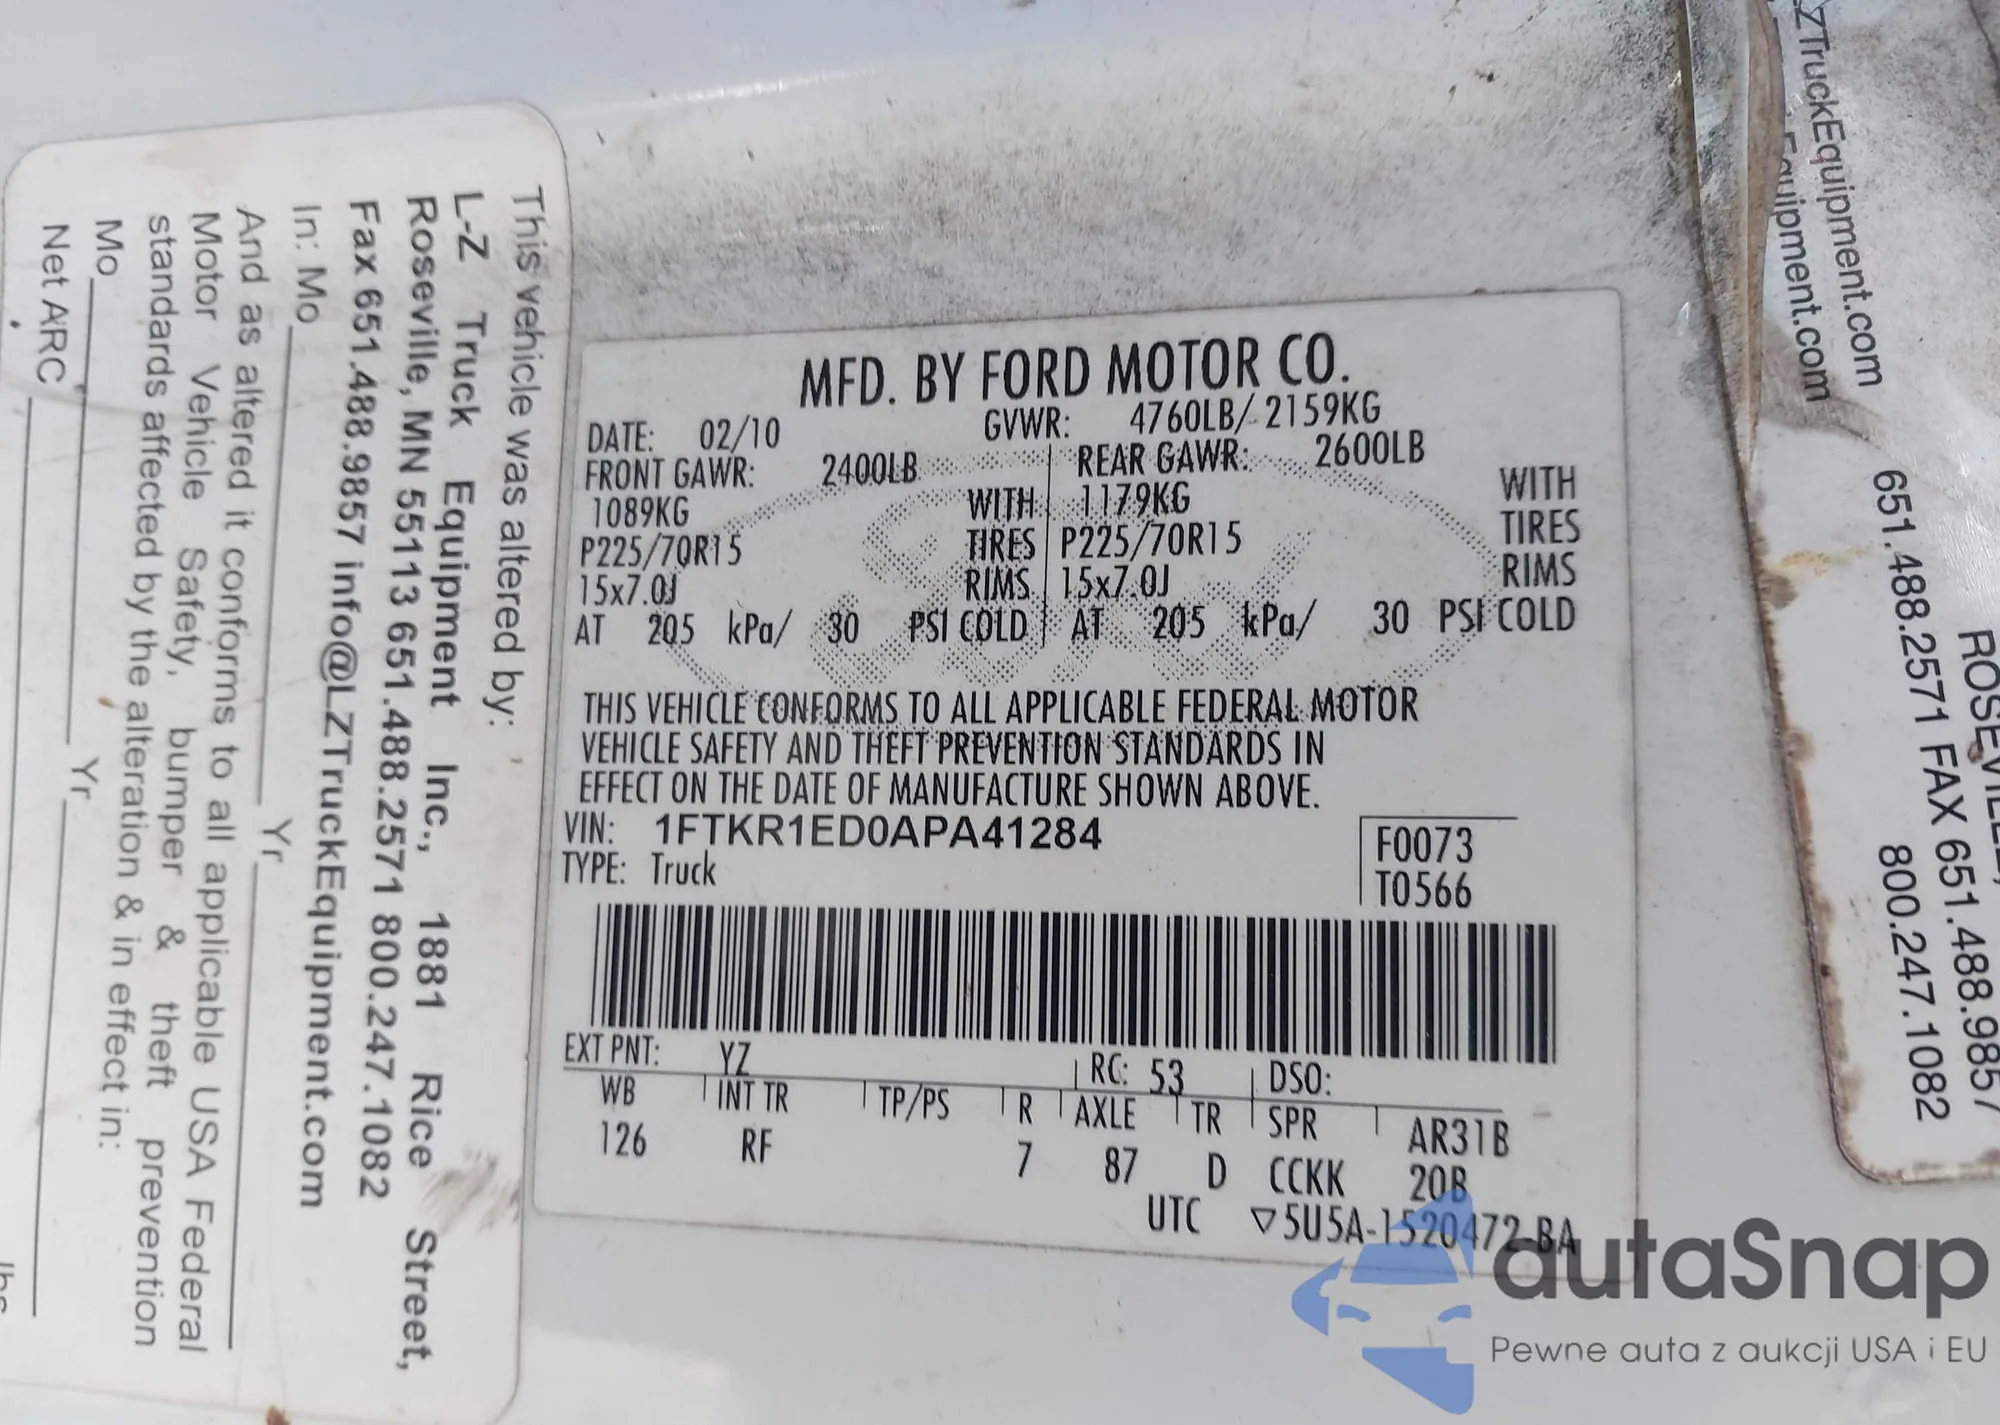 This vehicle was altered by:
L-Z Truck Equipment Inc., 1881 Rice Street,
Roseville, MN 55113 651.488.2571 800.247.1082
Fax 651.488.9857 info@LZTruckEquipment.com
In: Mo Yr
And as altered it conforms to all applicable USA Federal
Motor Vehicle Safety, bumper & theft prevention
standards affected by the alteration & in effect in:
Mo Yr
Net ARC lbs
MFD. BY FORD MOTOR CO.
DATE: 02/10 GVWR: 4760LB/ 2159KG
FRONT GAWR: 2400LB REAR GAWR: 2600LB
1089KG WITH 1179KG WITH
P225/70R15 TIRES P225/70R15 TIRES
15x7.0J RIMS 15x7.0J RIMS
AT 205 kPa/ 30 PSI COLD AT 205 kPa/ 30 PSI COLD
THIS VEHICLE CONFORMS TO ALL APPLICABLE FEDERAL MOTOR
VEHICLE SAFETY AND THEFT PREVENTION STANDARDS IN
EFFECT ON THE DATE OF MANUFACTURE SHOWN ABOVE.
VIN: 1FTKR1ED0APA41284 F0073
TYPE: Truck T0566
EXT PNT: YZ RC: 53 DSO:
WB INT TR TP/PS R AXLE TR SPR AR31B
126 RF 7 87 D CCKK 20B
UTC ▽5U5A-1520472-BA
ZTruckEquipment.com
Equipment.com
ROSEVILLE,
651.488.2571 FAX 651.488.9857
800.247.1082
autaSnap
Pewne auta z aukcji USA i EU